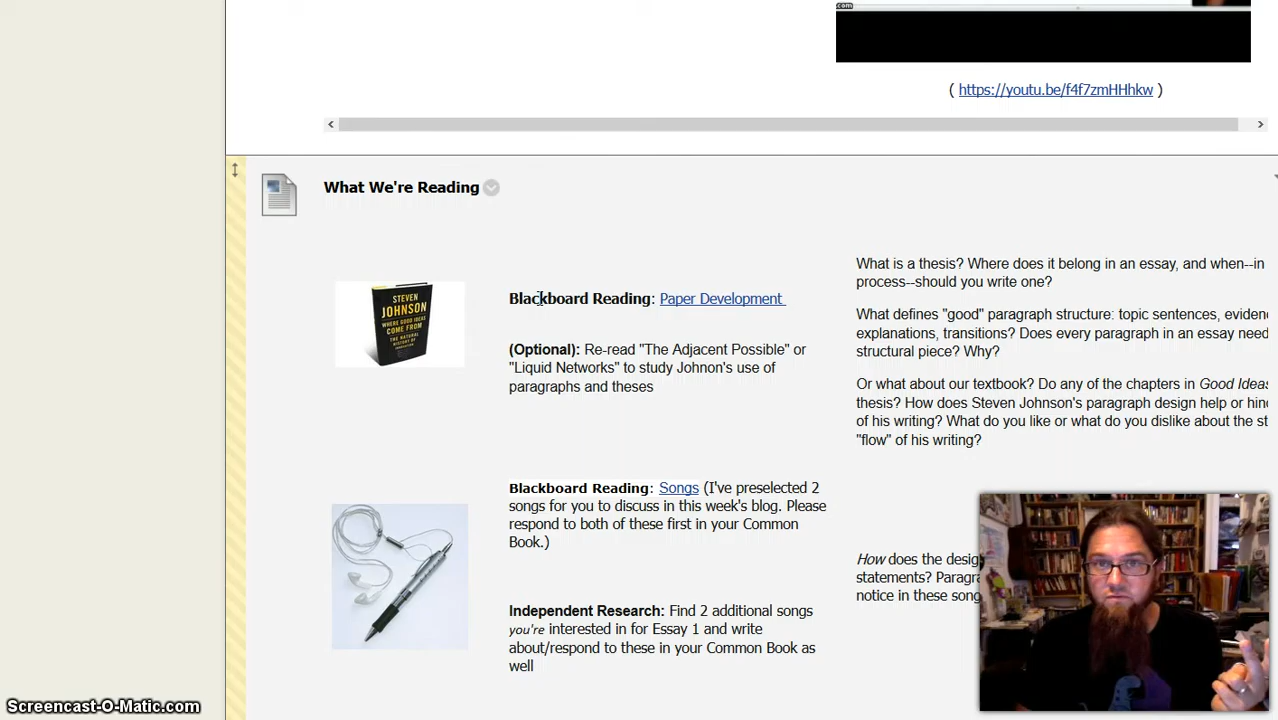 .com
( https://youtu.be/f4f7zmHHhkw )
What We're Reading
STEVEN
JOHNSON
WHERE GOOD IDEAS
COME FROM
THE NATURAL
HISTORY OF
INNOVATION
Blackboard Reading: Paper Development
(Optional): Re-read "The Adjacent Possible" or
"Liquid Networks" to study Johnon's use of
paragraphs and theses
What is a thesis? Where does it belong in an essay, and when--in
process--should you write one?
What defines "good" paragraph structure: topic sentences,
explanations, transitions? Does every paragraph in an essay need
structural piece? Why?
Or what about our textbook? Do any of the chapters in Good Ideas
thesis? How does Steven Johnson's paragraph design help or
of his writing? What do you like or what do you dislike about the
"flow" of his writing?
Blackboard Reading: Songs (I've preselected 2
songs for you to discuss in this week's blog. Please
respond to both of these first in your Common
Book.)
Independent Research: Find 2 additional songs
you're interested in for Essay 1 and write
about/respond to these in your Common Book as
well
How does the
statements?
notice in these
Screencast-O-Matic.com